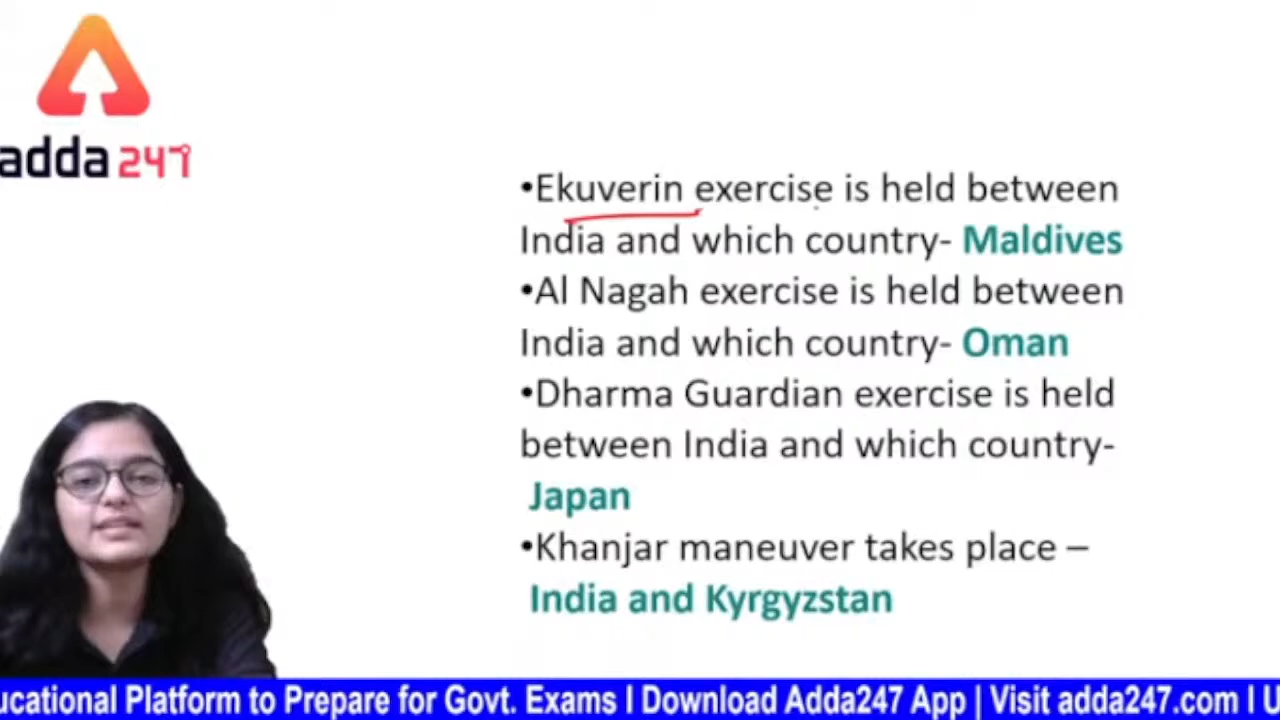 adda 247
•Ekuverin exercise is held between
India and which country- Maldives
•Al Nagah exercise is held between
India and which country- Oman
•Dharma Guardian exercise is held
between India and which country-
Japan
•Khanjar maneuver takes place –
India and Kyrgyzstan
ucational Platform to Prepare for Govt. Exams I Download Adda247 App | Visit adda247.com I U